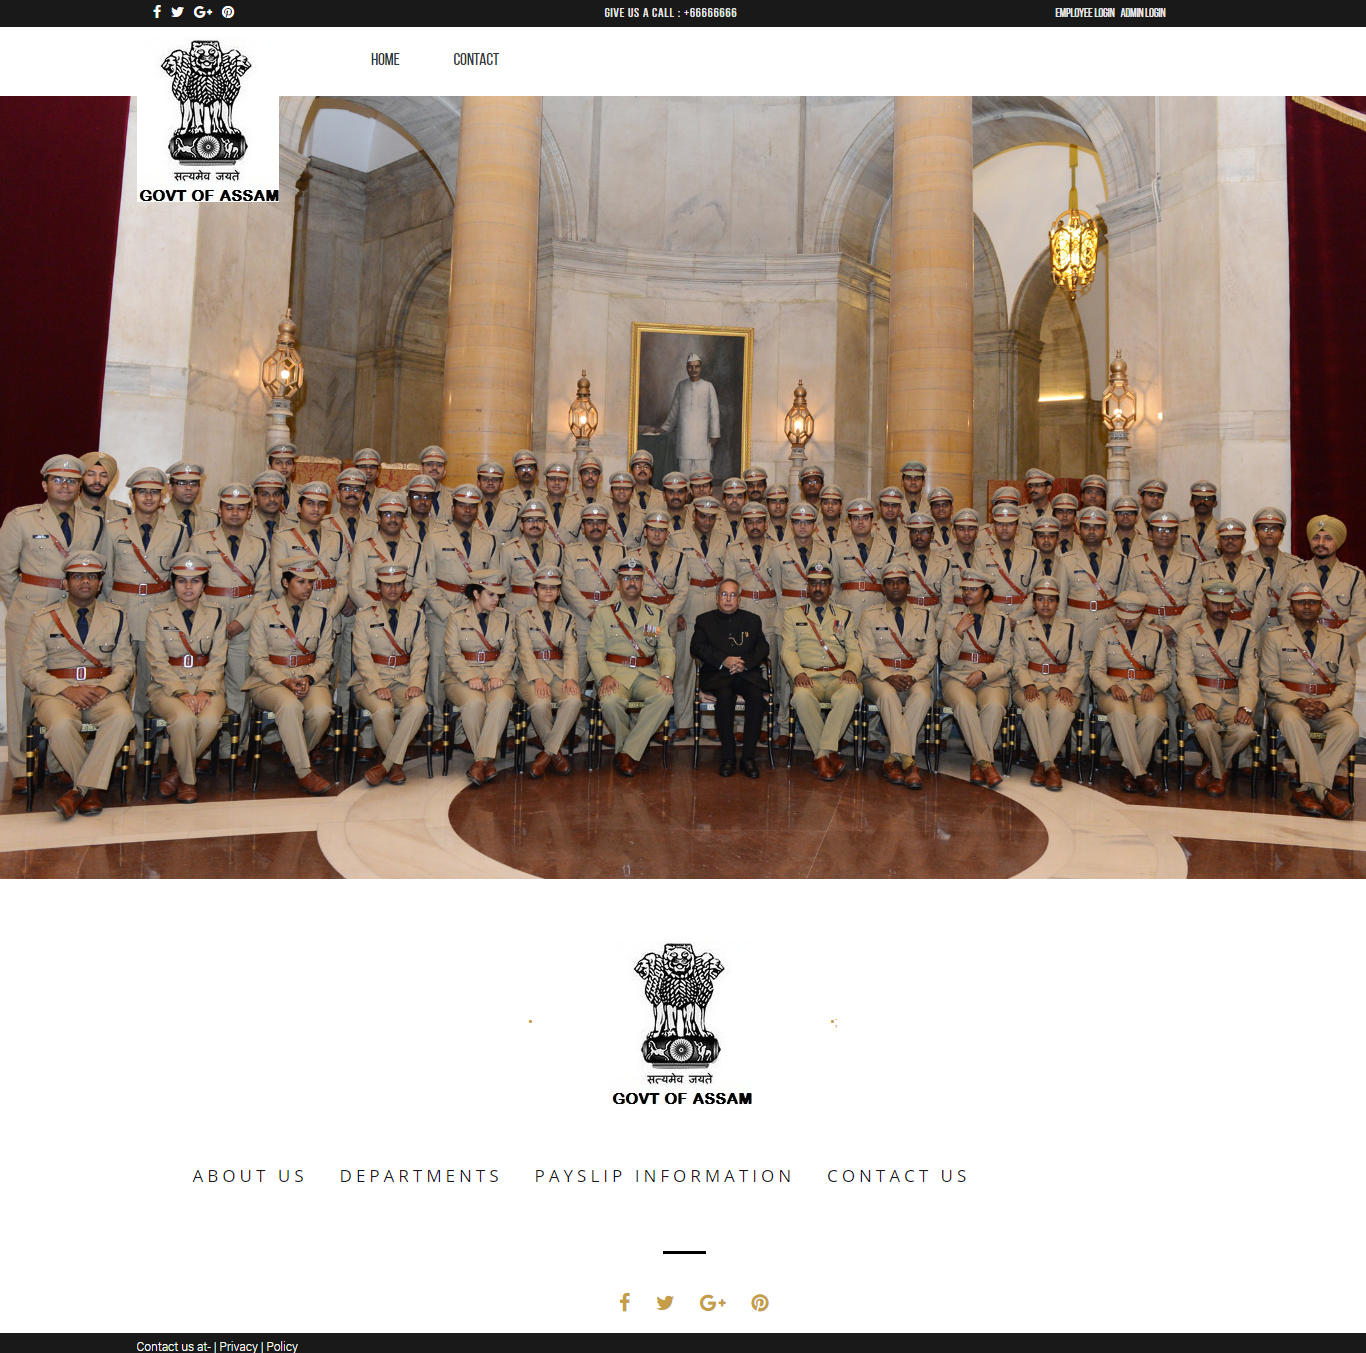 GIVE US A CALL : +66666666
EMPLOYEE LOGIN ADMIN LOGIN
HOME CONTACT
सत्यमेव जयते
GOVT OF ASSAM
सत्यमेव जयते
GOVT OF ASSAM
ABOUT US DEPARTMENTS PAYSLIP INFORMATION CONTACT US
Contact us at- | Privacy | Policy